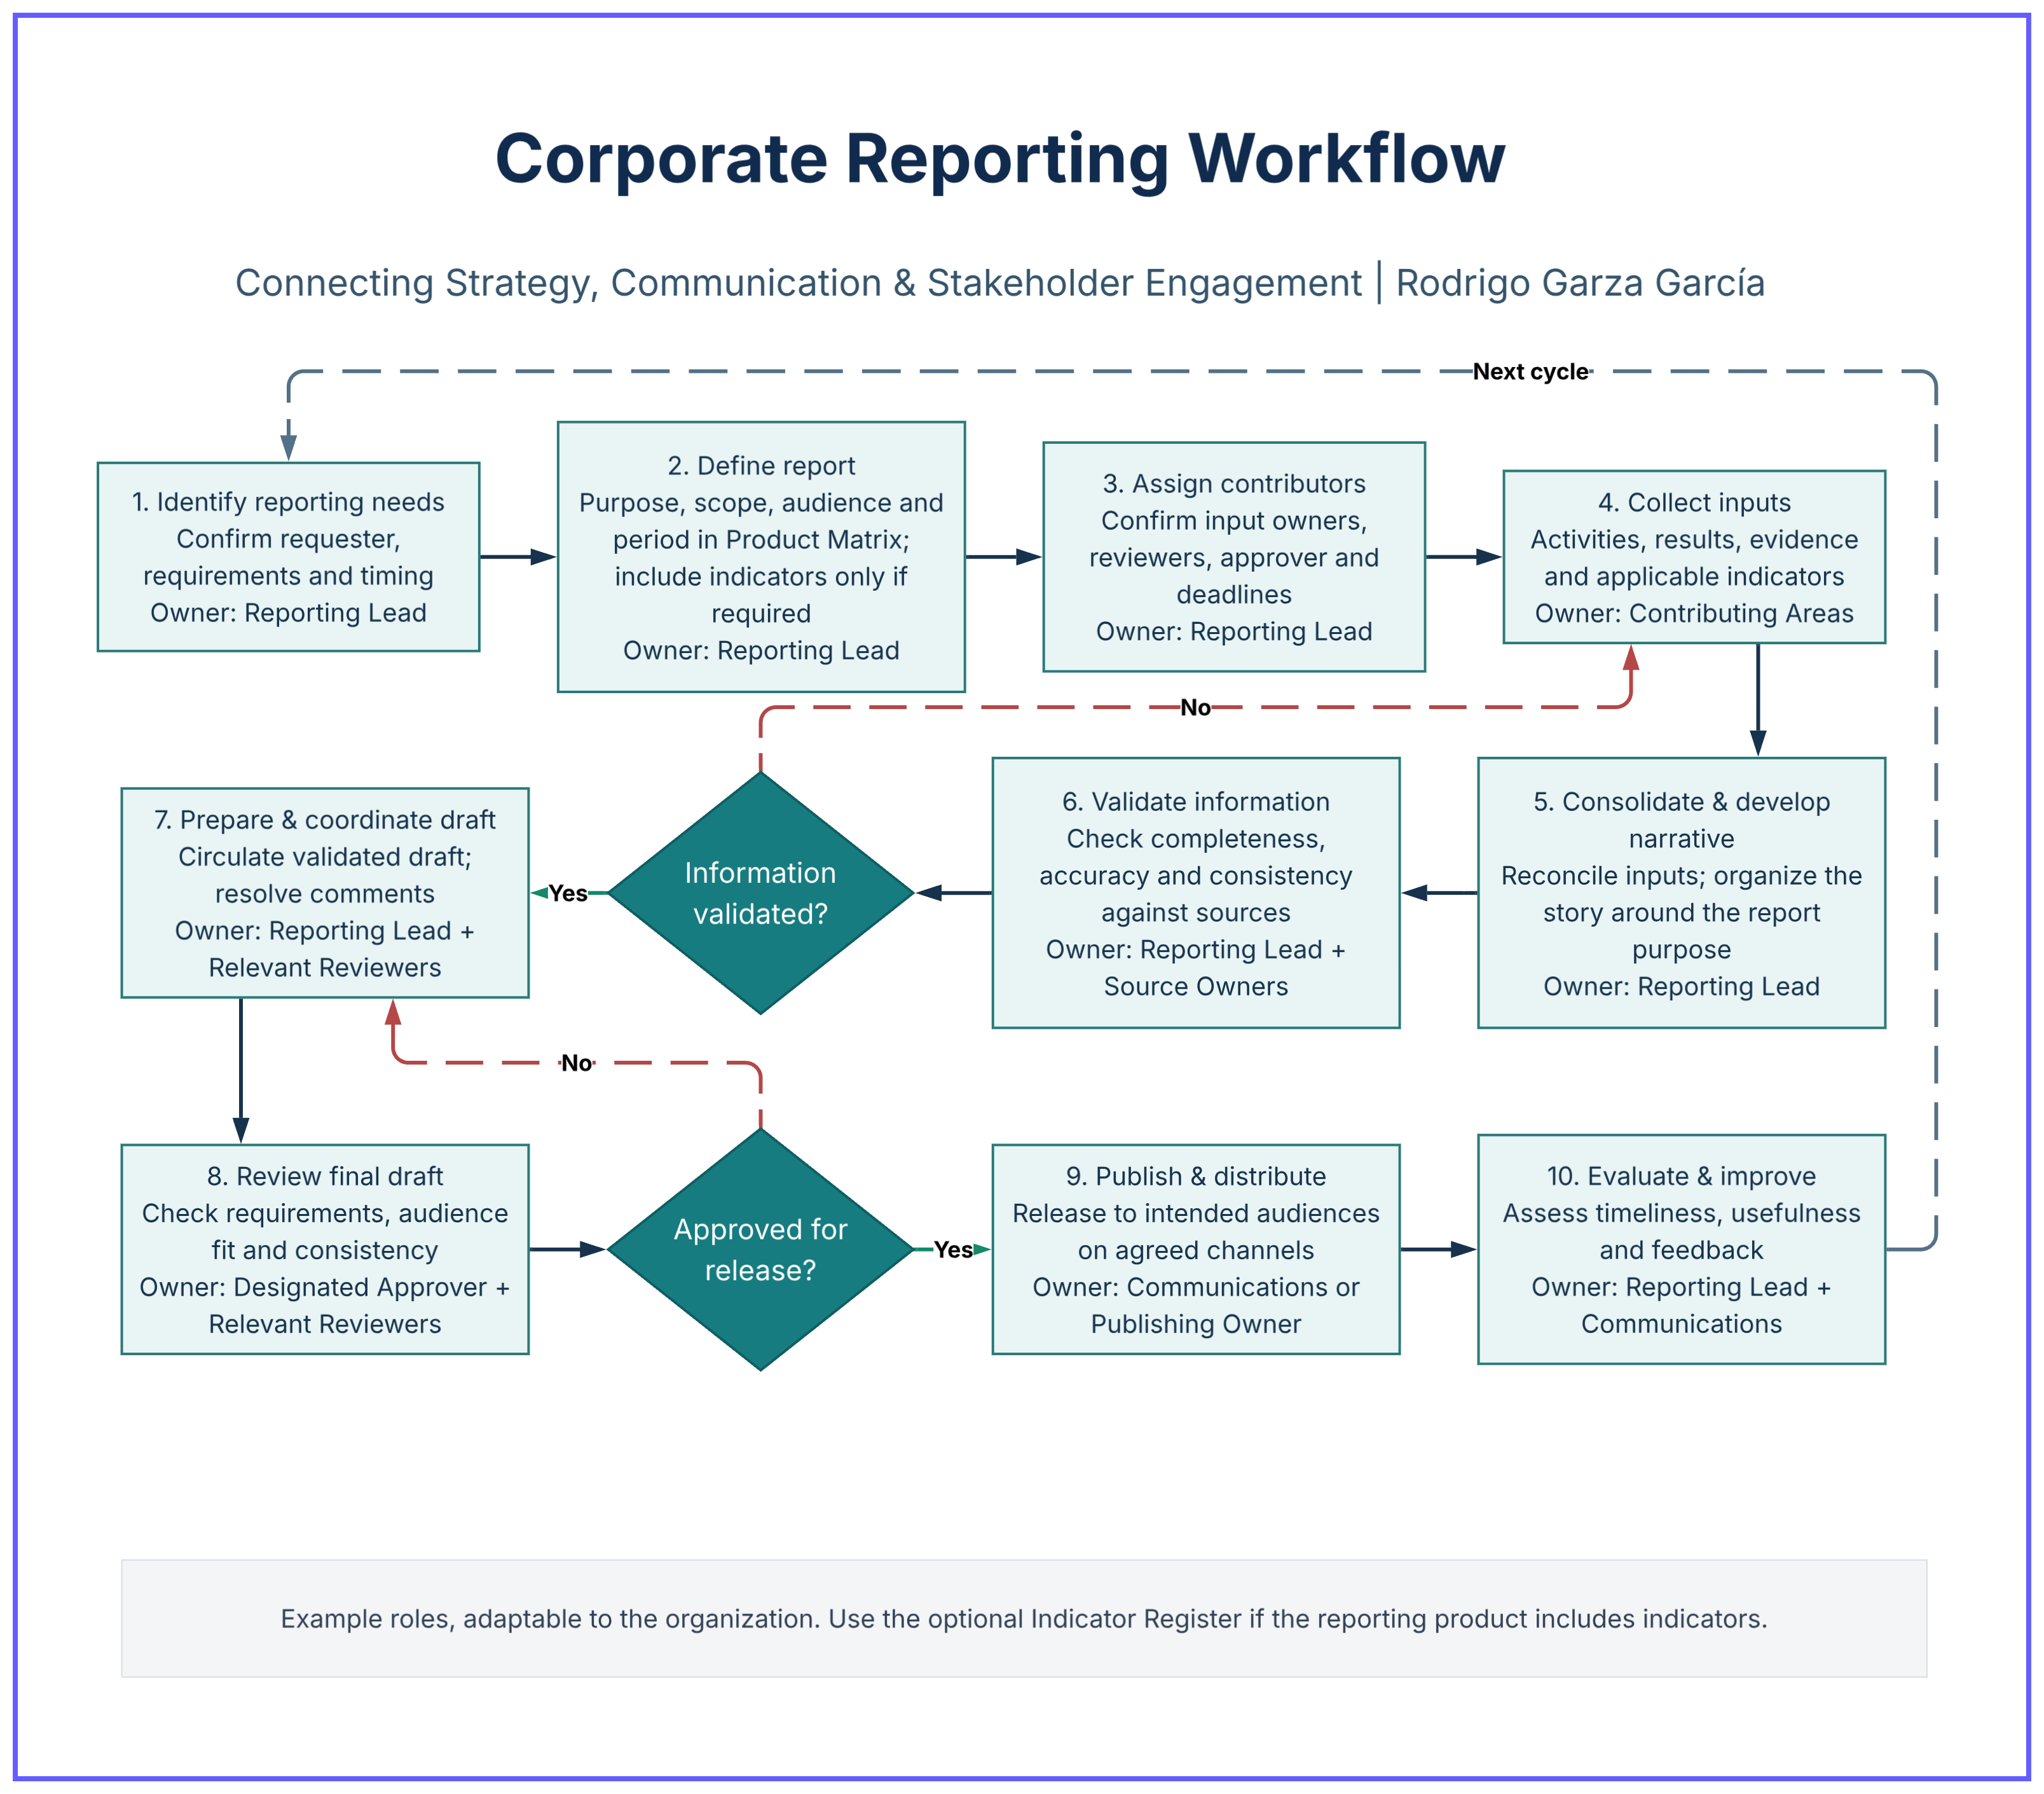 Corporate Reporting Workflow
Connecting Strategy, Communication & Stakeholder Engagement | Rodrigo Garza García
Next cycle
1. Identify reporting needs
Confirm requester,
requirements and timing
Owner: Reporting Lead
2. Define report
Purpose, scope, audience and
period in Product Matrix;
include indicators only if
required
Owner: Reporting Lead
3. Assign contributors
Confirm input owners,
reviewers, approver and
deadlines
Owner: Reporting Lead
4. Collect inputs
Activities, results, evidence
and applicable indicators
Owner: Contributing Areas
No
5. Consolidate & develop
narrative
Reconcile inputs; organize the
story around the report
purpose
Owner: Reporting Lead
6. Validate information
Check completeness,
accuracy and consistency
against sources
Owner: Reporting Lead +
Source Owners
Information
validated?
Yes
7. Prepare & coordinate draft
Circulate validated draft;
resolve comments
Owner: Reporting Lead +
Relevant Reviewers
No
8. Review final draft
Check requirements, audience
fit and consistency
Owner: Designated Approver +
Relevant Reviewers
Approved for
release?
Yes
9. Publish & distribute
Release to intended audiences
on agreed channels
Owner: Communications or
Publishing Owner
10. Evaluate & improve
Assess timeliness, usefulness
and feedback
Owner: Reporting Lead +
Communications
Example roles, adaptable to the organization. Use the optional Indicator Register if the reporting product includes indicators.